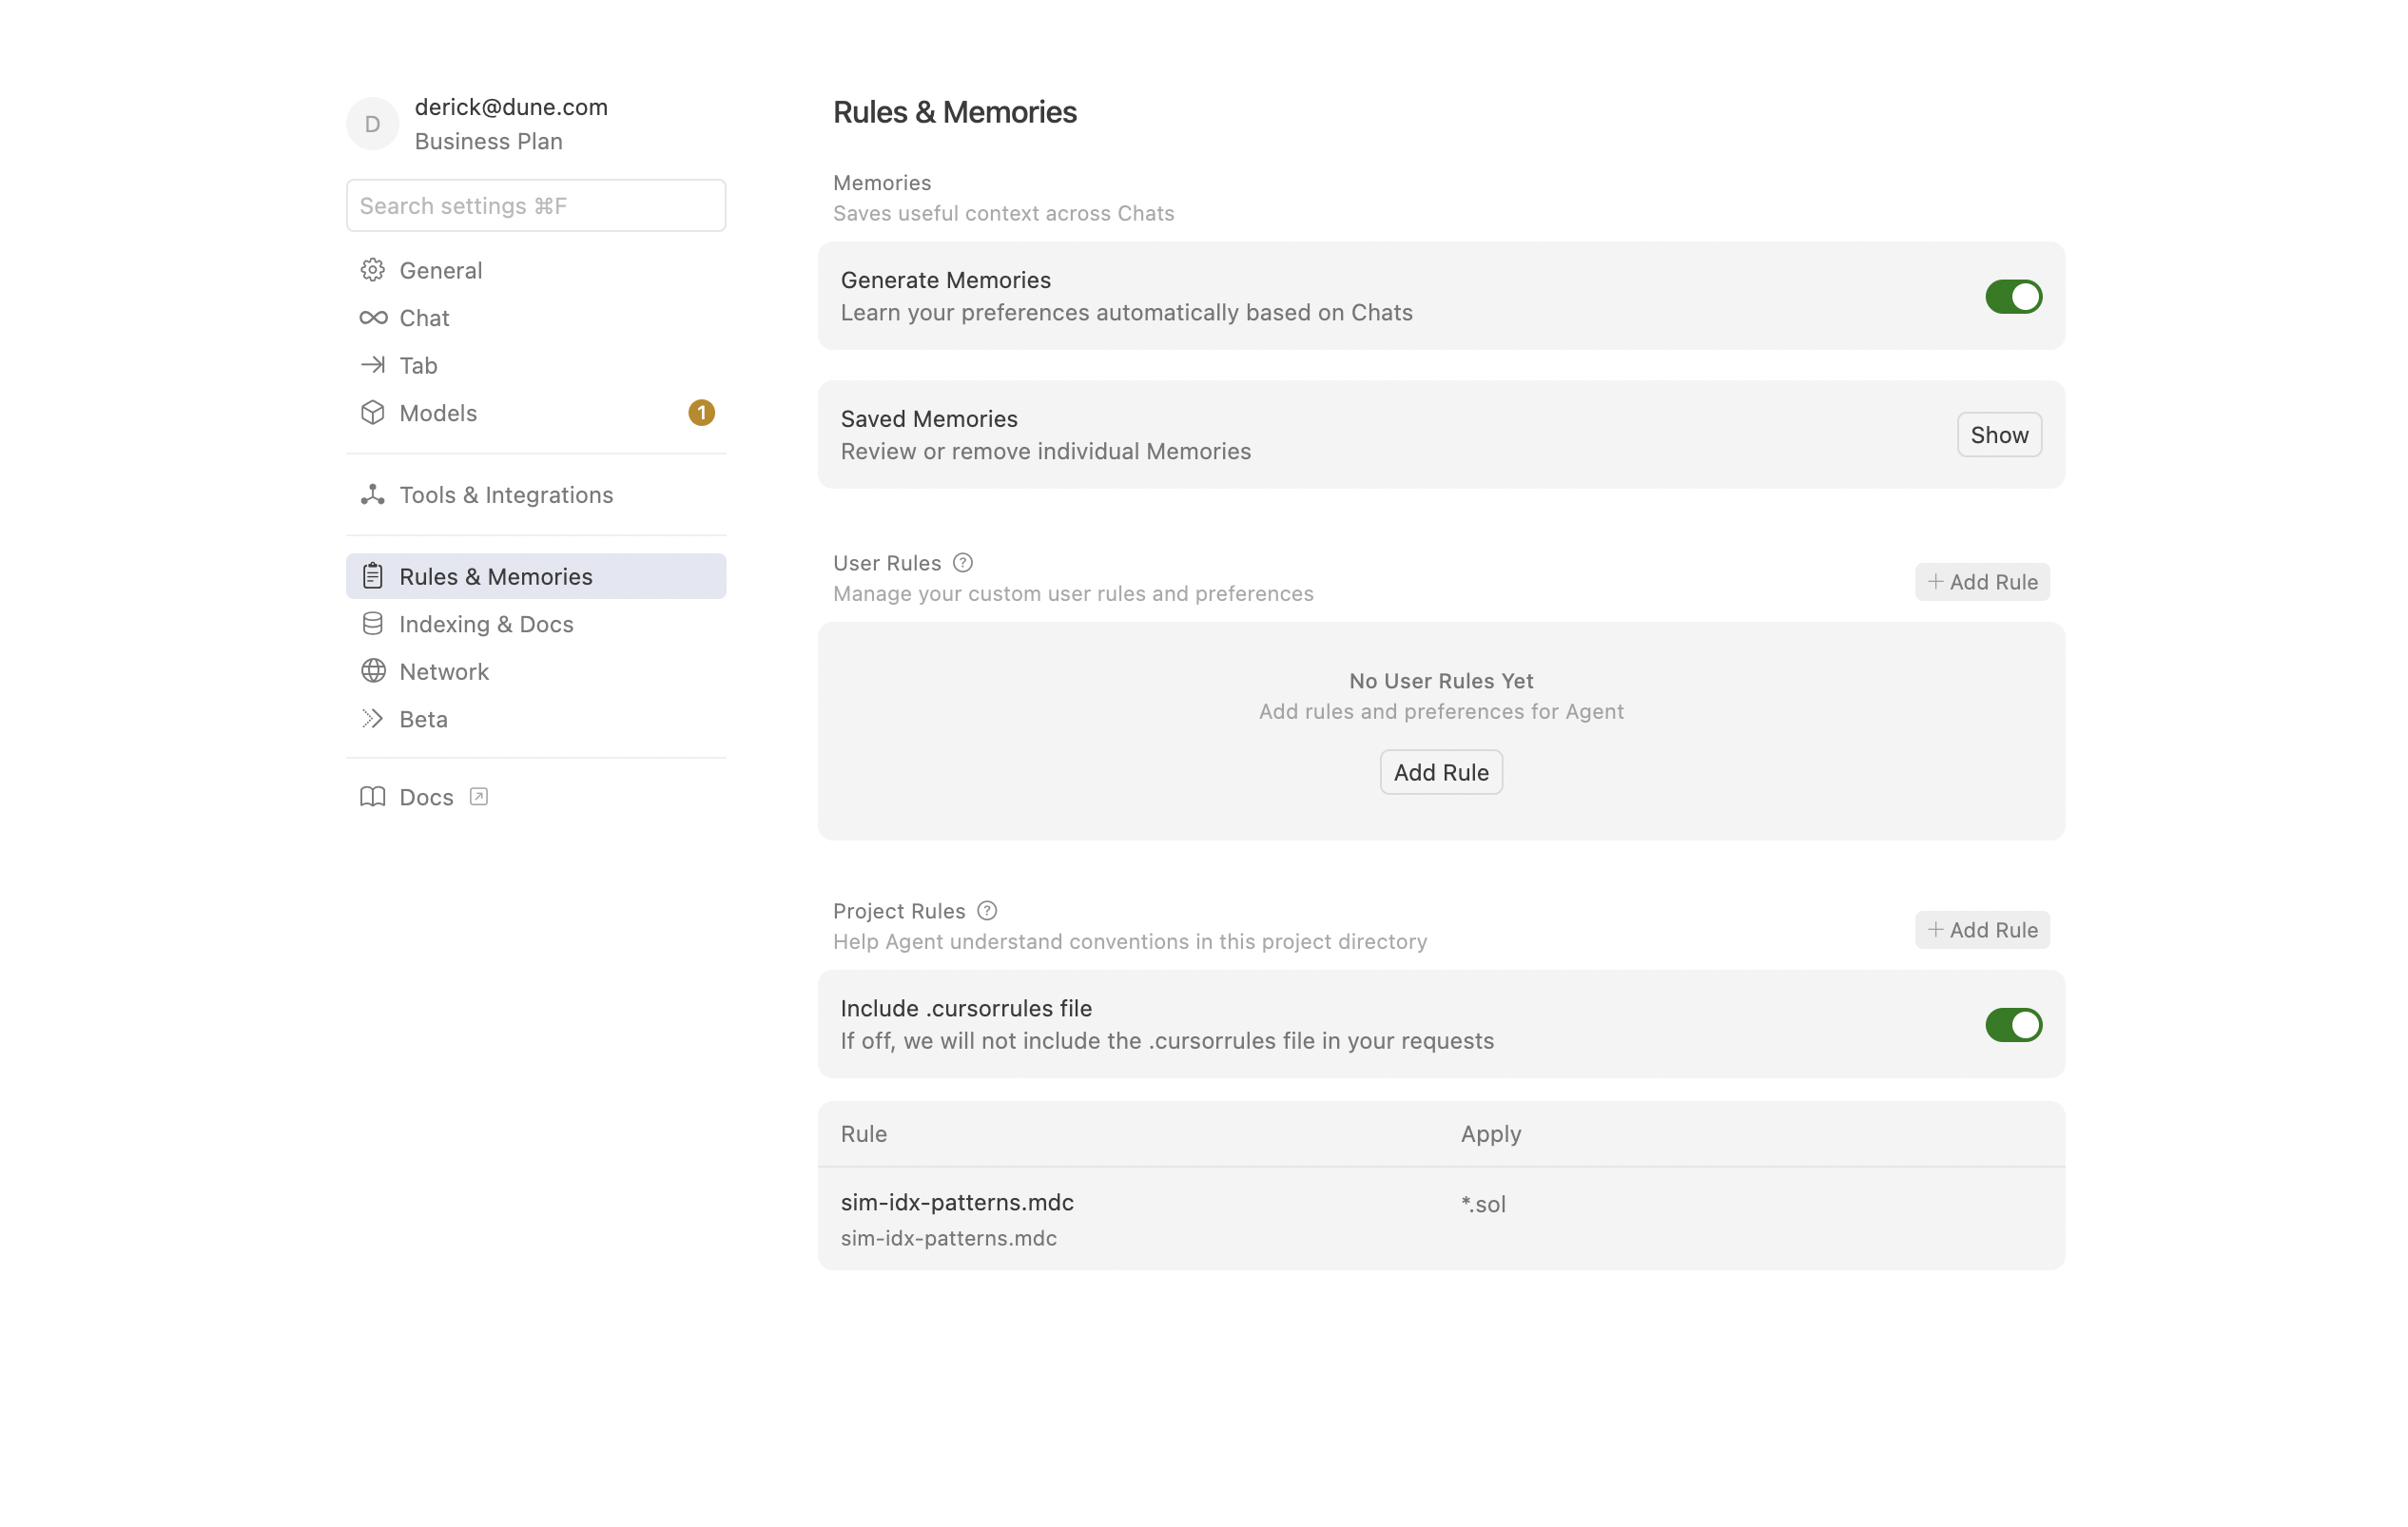 D
derick@dune.com
Business Plan
Search settings ⌘F
General
Chat
Tab
Models
1
Tools & Integrations
Rules & Memories
Indexing & Docs
Network
Beta
Docs
Rules & Memories
Memories
Saves useful context across Chats
Generate Memories
Learn your preferences automatically based on Chats
Saved Memories
Review or remove individual Memories
Show
User Rules ?
Manage your custom user rules and preferences
+ Add Rule
No User Rules Yet
Add rules and preferences for Agent
Add Rule
Project Rules ?
Help Agent understand conventions in this project directory
+ Add Rule
Include .cursorrules file
If off, we will not include the .cursorrules file in your requests
Rule Apply
sim-idx-patterns.mdc *.sol
sim-idx-patterns.mdc